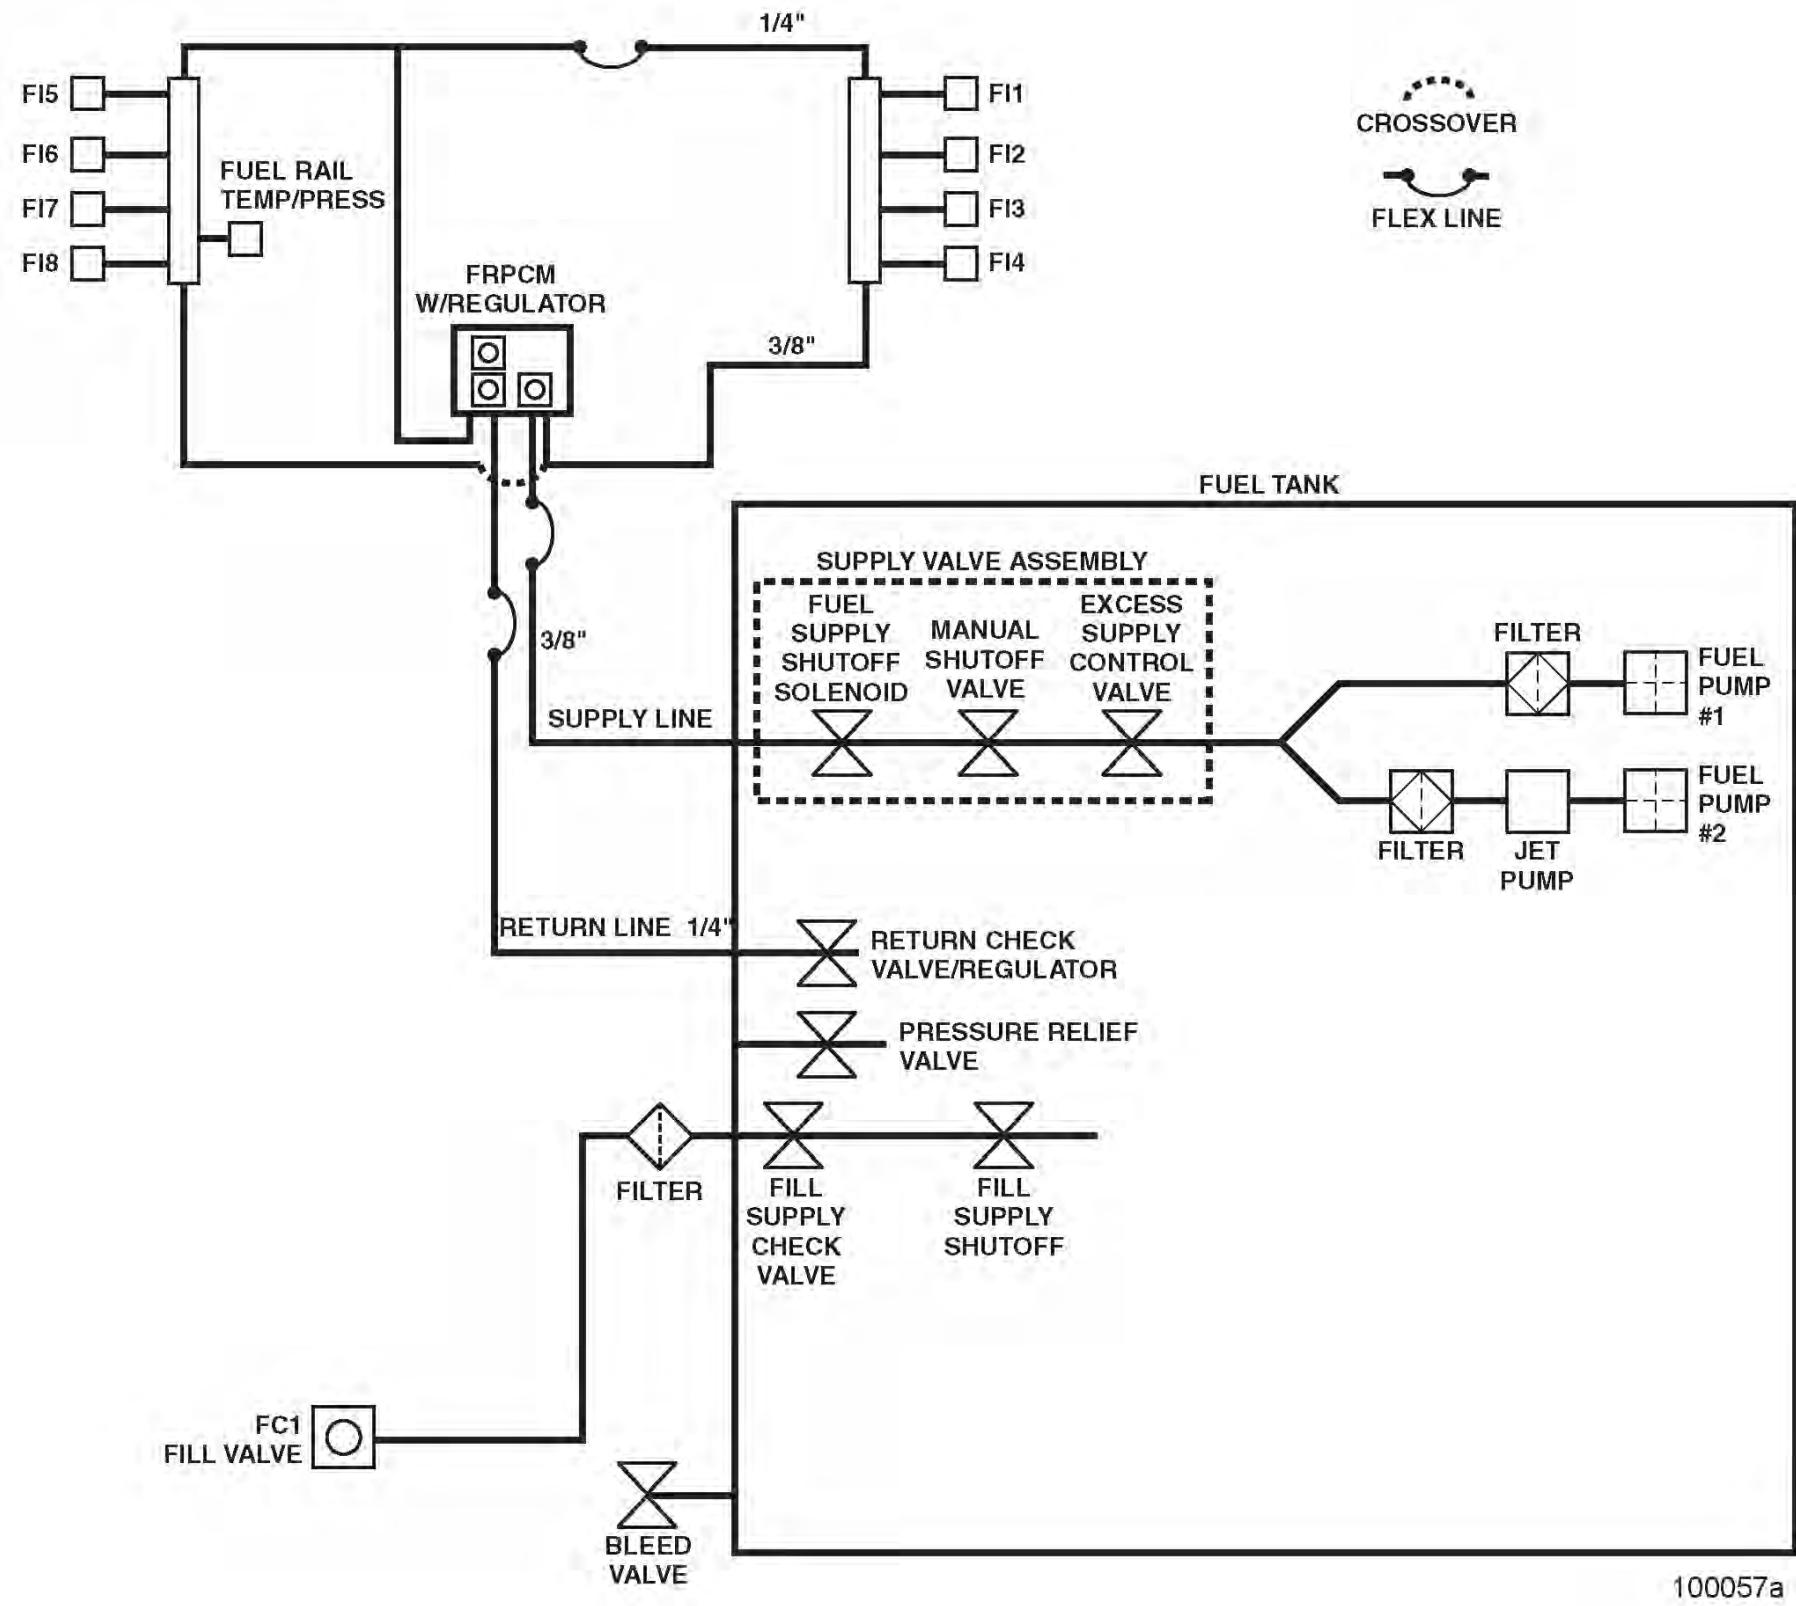 1/4"
FI5
FI6
FI7
FI8
FUEL RAIL
TEMP/PRESS
FI1
FI2
FI3
FI4
CROSSOVER
FLEX LINE
FRPCM
W/REGULATOR
3/8"
FUEL TANK
SUPPLY VALVE ASSEMBLY
FUEL
SUPPLY
SHUTOFF
SOLENOID
MANUAL
SHUTOFF
VALVE
EXCESS
SUPPLY
CONTROL
VALVE
FILTER
FUEL
PUMP
#1
3/8"
SUPPLY LINE
FILTER
JET
PUMP
FUEL
PUMP
#2
RETURN LINE 1/4"
RETURN CHECK
VALVE/REGULATOR
PRESSURE RELIEF
VALVE
FILTER
FILL
SUPPLY
CHECK
VALVE
FILL
SUPPLY
SHUTOFF
FC1
FILL VALVE
BLEED
VALVE
100057a